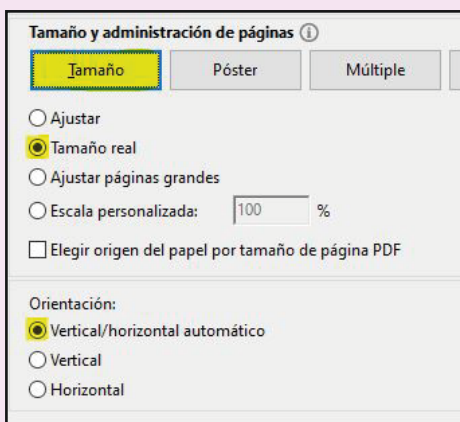 Tamaño y administración de páginas
Tamaño Póster Múltiple
Ajustar
Tamaño real
Ajustar páginas grandes
Escala personalizada: 100 %
Elegir origen del papel por tamaño de página PDF
Orientación:
Vertical/horizontal automático
Vertical
Horizontal